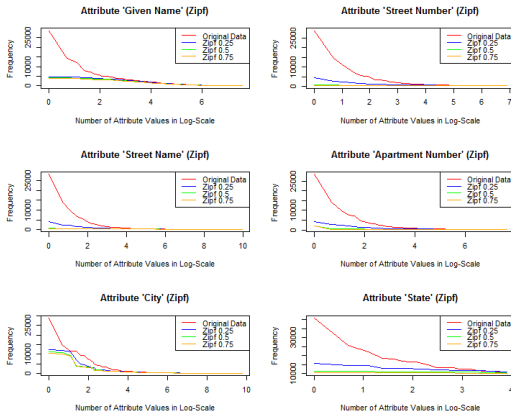 Attribute 'Given Name' (Zipf)
Frequency
0 10000 25000
Original Data
Zipf 0.25
Zipf 0.5
Zipf 0.75
0 2 4 6
Number of Attribute Values in Log-Scale
Attribute 'Street Number' (Zipf)
Frequency
0 10000 25000
Original Data
Zipf 0.25
Zipf 0.5
Zipf 0.75
0 1 2 3 4 5 6 7
Number of Attribute Values in Log-Scale
Attribute 'Street Name' (Zipf)
Frequency
0 10000 25000
Original Data
Zipf 0.25
Zipf 0.5
Zipf 0.75
0 2 4 6 8 10
Number of Attribute Values in Log-Scale
Attribute 'Apartment Number' (Zipf)
Frequency
0 10000 25000
Original Data
Zipf 0.25
Zipf 0.5
Zipf 0.75
0 2 4 6
Number of Attribute Values in Log-Scale
Attribute 'City' (Zipf)
Frequency
0 10000 25000
Original Data
Zipf 0.25
Zipf 0.5
Zipf 0.75
0 2 4 6 8 10
Number of Attribute Values in Log-Scale
Attribute 'State' (Zipf)
Frequency
10000 30000
Original Data
Zipf 0.25
Zipf 0.5
Zipf 0.75
0 1 2 3 4
Number of Attribute Values in Log-Scale